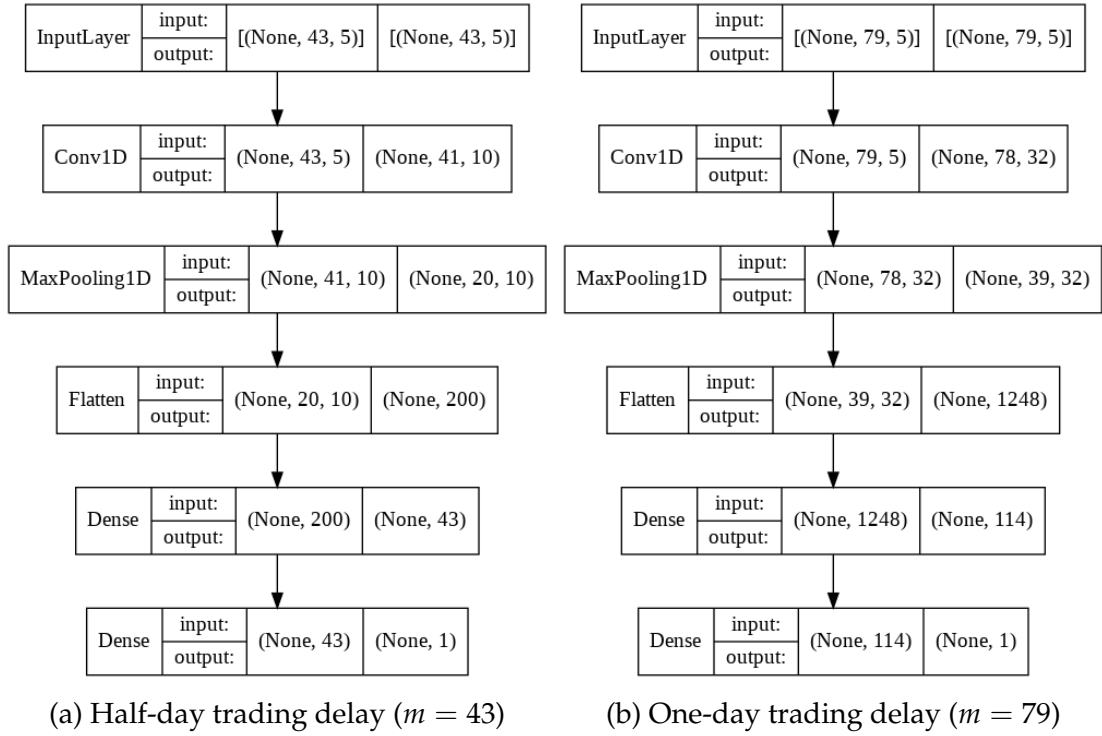 InputLayer
input:
output:
[(None, 43, 5)]
[(None, 43, 5)]
Conv1D
input:
output:
(None, 43, 5)
(None, 41, 10)
MaxPooling1D
input:
output:
(None, 41, 10)
(None, 20, 10)
Flatten
input:
output:
(None, 20, 10)
(None, 200)
Dense
input:
output:
(None, 200)
(None, 43)
Dense
input:
output:
(None, 43)
(None, 1)
(a) Half-day trading delay (m = 43)
InputLayer
input:
output:
[(None, 79, 5)]
[(None, 79, 5)]
Conv1D
input:
output:
(None, 79, 5)
(None, 78, 32)
MaxPooling1D
input:
output:
(None, 78, 32)
(None, 39, 32)
Flatten
input:
output:
(None, 39, 32)
(None, 1248)
Dense
input:
output:
(None, 1248)
(None, 114)
Dense
input:
output:
(None, 114)
(None, 1)
(b) One-day trading delay (m = 79)